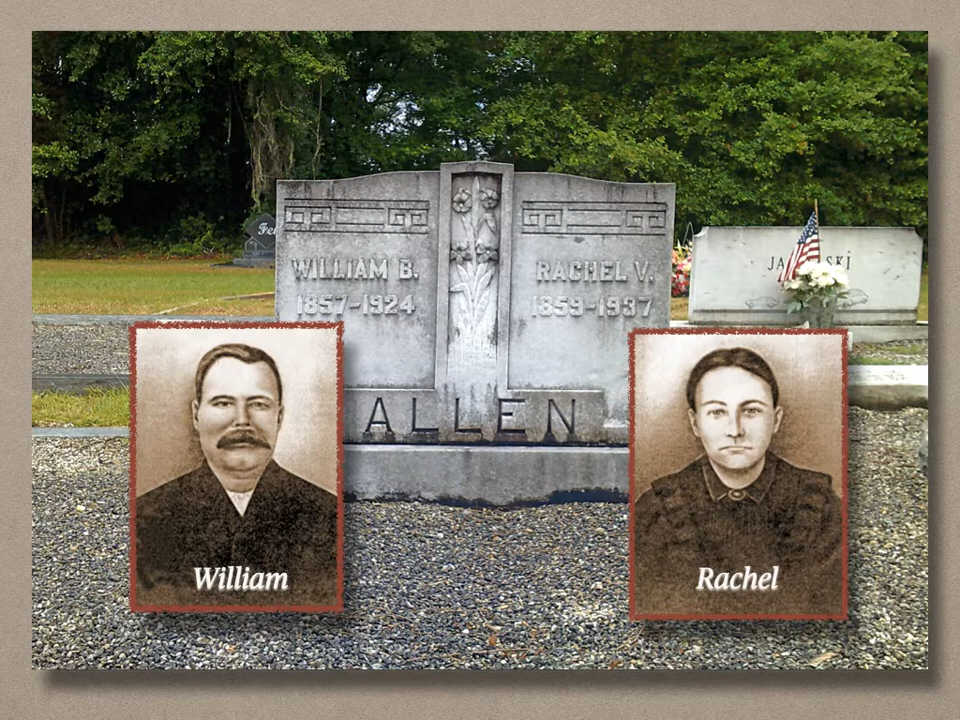 WILLIAM B.
1857-1924
RACHEL V.
1859-1937
ALLEN
William
Rachel